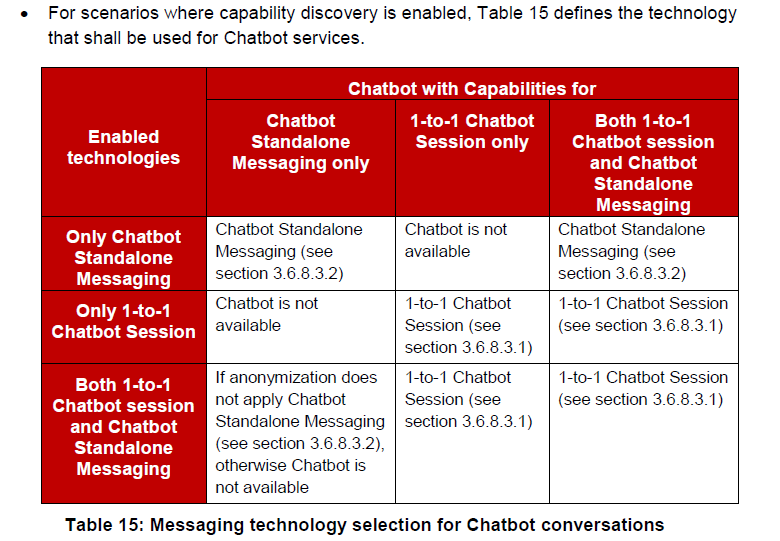 • For scenarios where capability discovery is enabled, Table 15 defines the technology
that shall be used for Chatbot services.
Enabled
technologies
Chatbot with Capabilities for
Chatbot
Standalone
Messaging only
1-to-1 Chatbot
Session only
Both 1-to-1
Chatbot session
and Chatbot
Standalone
Messaging
Only Chatbot
Standalone
Messaging
Chatbot Standalone
Messaging (see
section 3.6.8.3.2)
Chatbot is not
available
Chatbot Standalone
Messaging (see
section 3.6.8.3.2)
Only 1-to-1
Chatbot Session
Chatbot is not
available
1-to-1 Chatbot
Session (see
section 3.6.8.3.1)
1-to-1 Chatbot Session
(see section 3.6.8.3.1)
Both 1-to-1
Chatbot session
and Chatbot
Standalone
Messaging
If anonymization does
not apply Chatbot
Standalone Messaging
(see section 3.6.8.3.2),
otherwise Chatbot is
not available
1-to-1 Chatbot
Session (see
section 3.6.8.3.1)
1-to-1 Chatbot Session
(see section 3.6.8.3.1)
Table 15: Messaging technology selection for Chatbot conversations